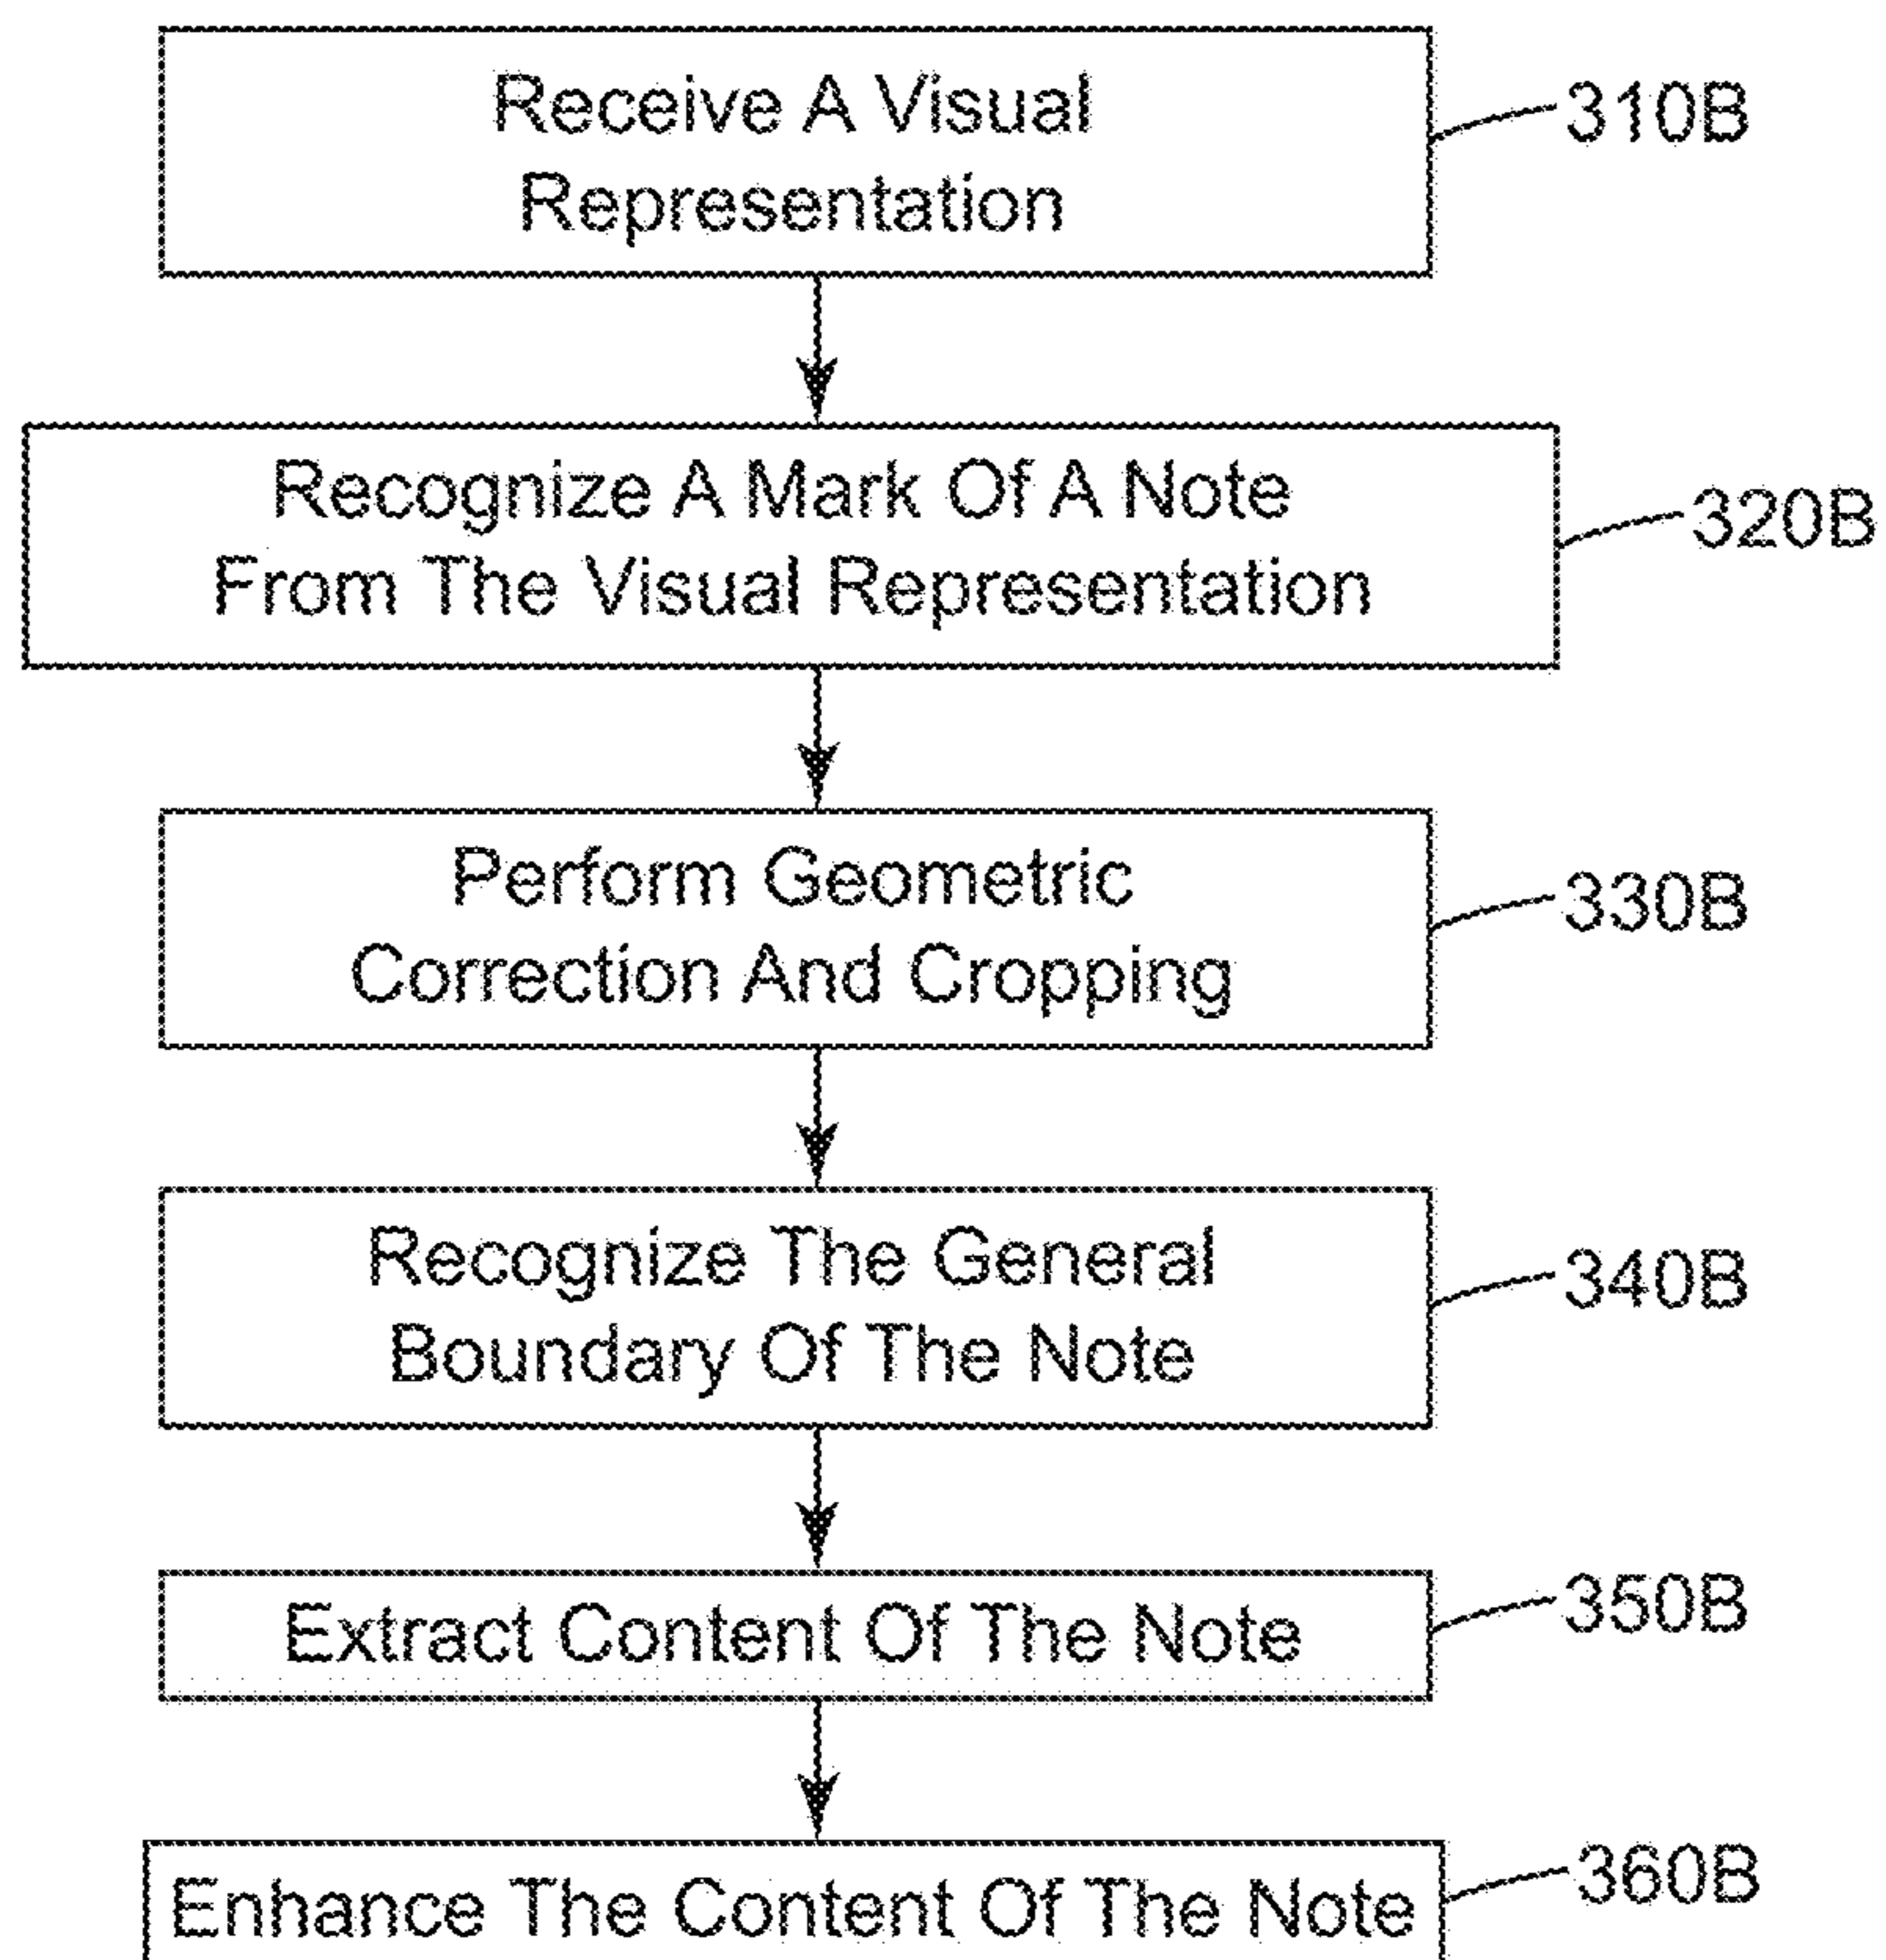 Receive A Visual
Representation
310B
Recognize A Mark Of A Note
From The Visual Representation
320B
Perform Geometric
Correction And Cropping
330B
Recognize The General
Boundary Of The Note
340B
Extract Content Of The Note
350B
Enhance The Content Of The Note
360B